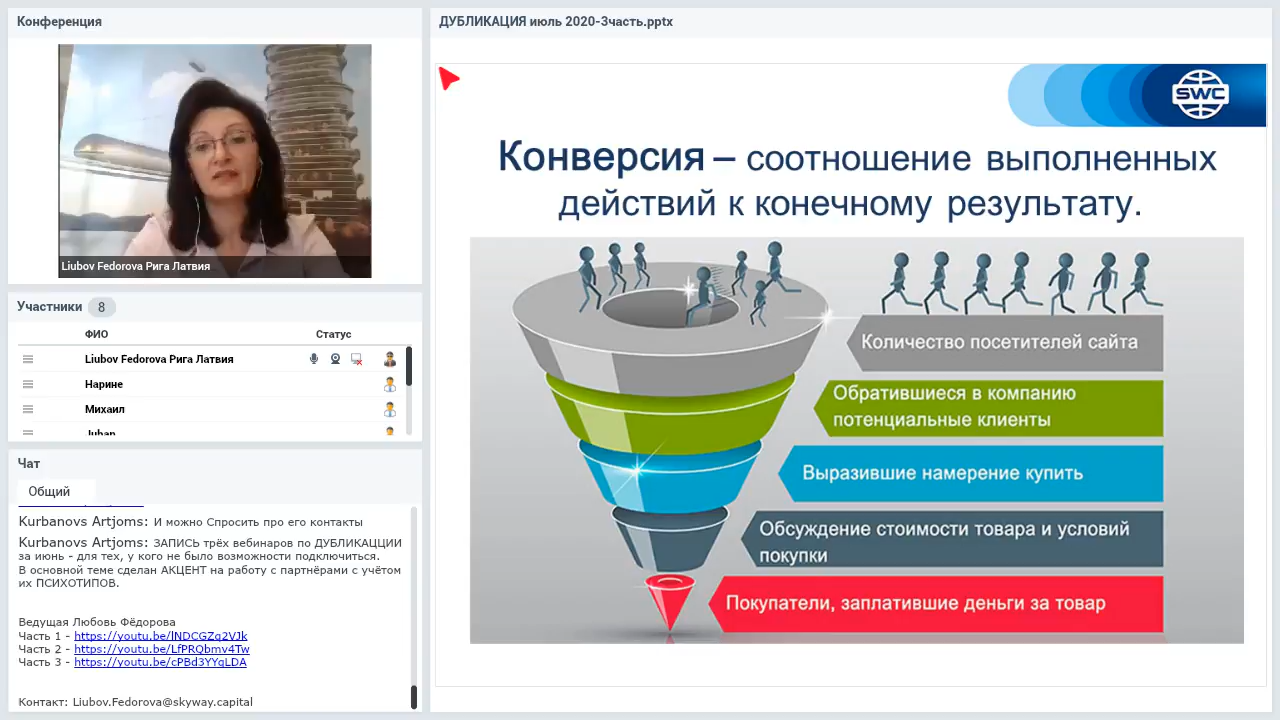 Конференция
Liubov Fedorova Рига Латвия
Участники 8
ФИО Статус
Liubov Fedorova Рига Латвия
Нарине
Михаил
Чат
Общий
Kurbanovs Artjoms: И можно Спросить про его контакты
Kurbanovs Artjoms: ЗАПИСЬ трёх вебинаров по ДУБЛИКАЦЦИИ
за июнь - для тех, у кого не было возможности подключиться.
В основной теме сделан АКЦЕНТ на работу с партнёрами с учётом
их ПСИХОТИПОВ.
Ведущая Любовь Фёдорова
Часть 1 - https://youtu.be/lNDCGZq2VJk
Часть 2 - https://youtu.be/LfPRQbmv4Tw
Часть 3 - https://youtu.be/cPBd3YYqLDA
Контакт: Liubov.Fedorova@skyway.capital
ДУБЛИКАЦИЯ июль 2020-3часть.pptx
SWC
Конверсия – соотношение выполненных
действий к конечному результату.
Количество посетителей сайта
Обратившиеся в компанию
потенциальные клиенты
Выразившие намерение купить
Обсуждение стоимости товара и условий
покупки
Покупатели, заплатившие деньги за товар